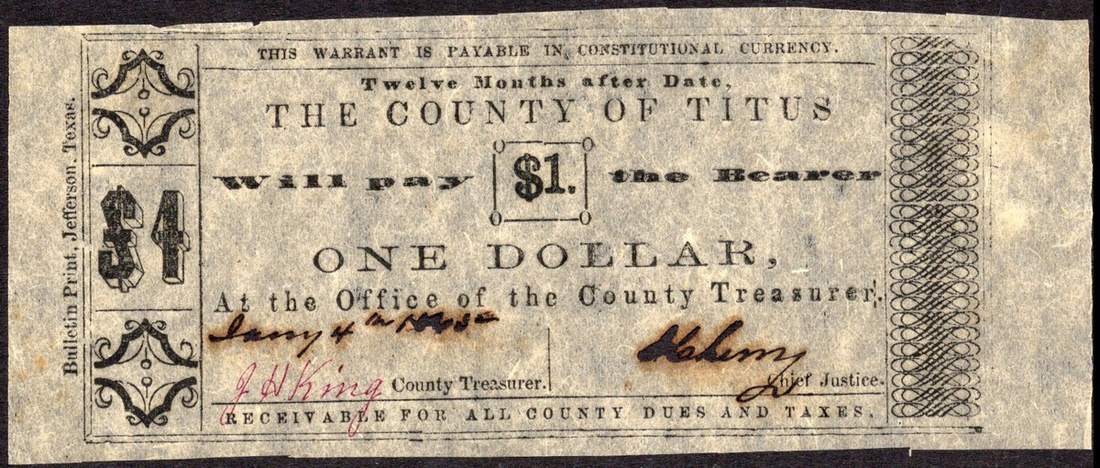 THIS WARRANT IS PAYABLE IN CONSTITUTIONAL CURRENCY.
Twelve Months after Date,
THE COUNTY OF TITUS
Will pay $1. the Bearer
ONE DOLLAR,
At the Office of the County Treasurer.
Jany 4th 1863
J H King County Treasurer.
Chief Justice.
RECEIVABLE FOR ALL COUNTY DUES AND TAXES.
$1
Bulletin Print, Jefferson, Texas.